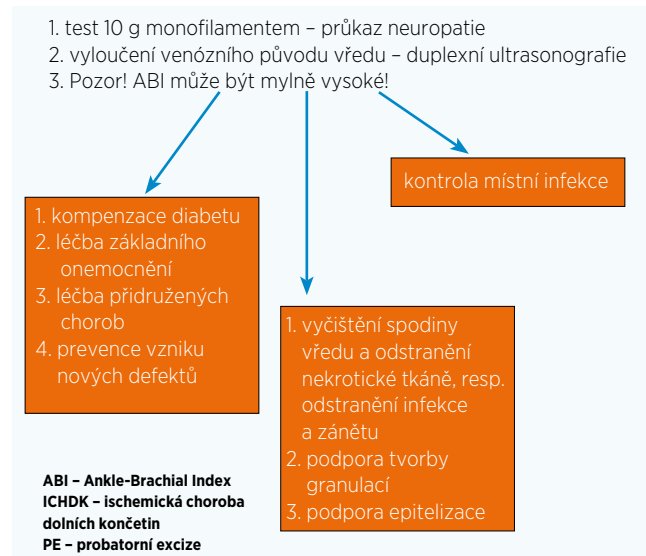 1. test 10 g monofilamentem – průkaz neuropatie
2. vyloučení venózního původu vředu – duplexní ultrasonografie
3. Pozor! ABI může být mylně vysoké!
kontrola místní infekce
1. kompenzace diabetu
2. léčba základního
onemocnění
3. léčba přidružených
chorob
4. prevence vzniku
nových defektů
1. vyčištění spodiny
vředu a odstranění
nekrotické tkáně, resp.
odstranění infekce
a zánětu
2. podpora tvorby
granulací
3. podpora epitelizace
ABI – Ankle-Brachial Index
ICHDK – ischemická choroba
dolních končetin
PE – probatorní excize